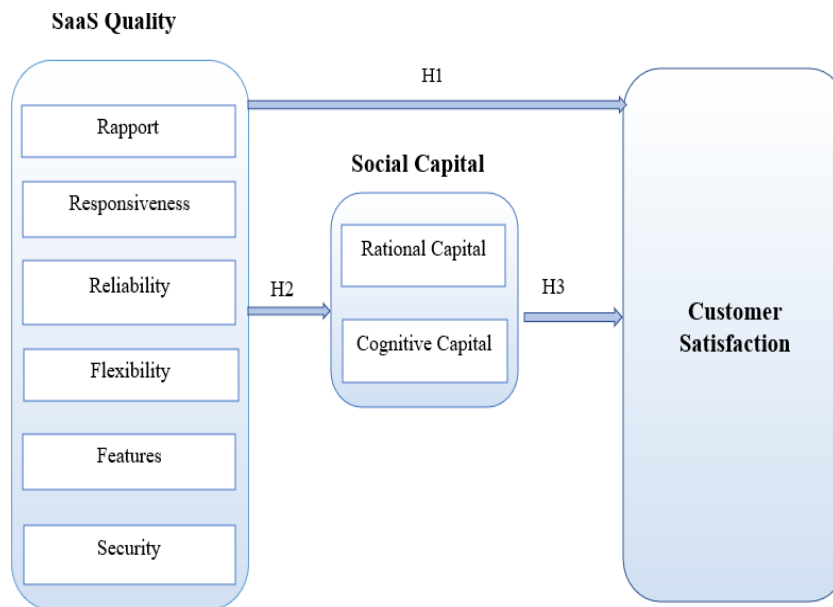 SaaS Quality
Rapport
Responsiveness
Reliability
Flexibility
Features
Security
H1
H2
Social Capital
Rational Capital
Cognitive Capital
H3
Customer
Satisfaction